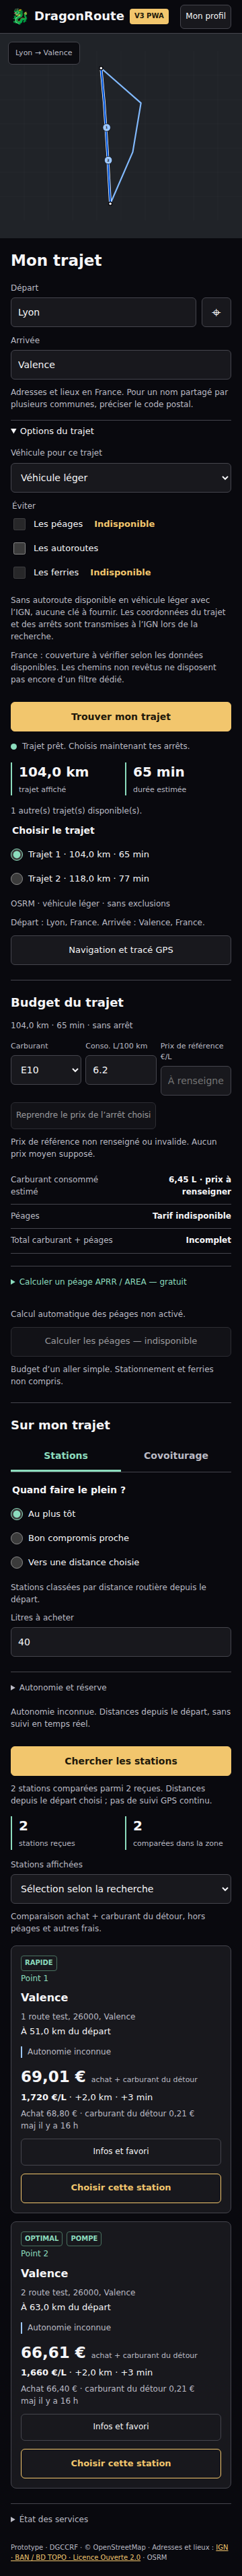 DragonRoute V3 PWA Mon profil
Lyon → Valence
1
2
Mon trajet
Départ
Lyon
Arrivée
Valence
Adresses et lieux en France. Pour un nom partagé par
plusieurs communes, préciser le code postal.
▼ Options du trajet
Véhicule pour ce trajet
Véhicule léger
Éviter
Les péages Indisponible
Les autoroutes
Les ferries Indisponible
Sans autoroute disponible en véhicule léger avec
l’IGN, aucune clé à fournir. Les coordonnées du trajet
et des arrêts sont transmises à l’IGN lors de la
recherche.
France : couverture à vérifier selon les données
disponibles. Les chemins non revêtus ne disposent
pas encore d’un filtre dédié.
Trouver mon trajet
Trajet prêt. Choisis maintenant tes arrêts.
104,0 km
trajet affiché
65 min
durée estimée
1 autre(s) trajet(s) disponible(s).
Choisir le trajet
Trajet 1 · 104,0 km · 65 min
Trajet 2 · 118,0 km · 77 min
OSRM · véhicule léger · sans exclusions
Départ : Lyon, France. Arrivée : Valence, France.
Navigation et tracé GPS
Budget du trajet
104,0 km · 65 min · sans arrêt
Carburant
E10
Conso. L/100 km
6.2
Prix de référence
€/L
À renseigne
Reprendre le prix de l’arrêt choisi
Prix de référence non renseigné ou invalide. Aucun
prix moyen supposé.
Carburant consommé
estimé
6,45 L · prix à
renseigner
Péages Tarif indisponible
Total carburant + péages Incomplet
▶ Calculer un péage APRR / AREA — gratuit
Calcul automatique des péages non activé.
Calculer les péages — indisponible
Budget d’un aller simple. Stationnement et ferries
non compris.
Sur mon trajet
Stations Covoiturage
Quand faire le plein ?
Au plus tôt
Bon compromis proche
Vers une distance choisie
Stations classées par distance routière depuis le
départ.
Litres à acheter
40
▶ Autonomie et réserve
Autonomie inconnue. Distances depuis le départ, sans
suivi en temps réel.
Chercher les stations
2 stations comparées parmi 2 reçues. Distances
depuis le départ choisi ; pas de suivi GPS continu.
2
stations reçues
2
comparées dans la zone
Stations affichées
Sélection selon la recherche
Comparaison achat + carburant du détour, hors
péages et autres frais.
RAPIDE
Point 1
Valence
1 route test, 26000, Valence
À 51,0 km du départ
Autonomie inconnue
69,01 € achat + carburant du détour
1,720 €/L · +2,0 km · +3 min
Achat 68,80 € · carburant du détour 0,21 €
maj il y a 16 h
Infos et favori
Choisir cette station
OPTIMAL POMPE
Point 2
Valence
2 route test, 26000, Valence
À 63,0 km du départ
Autonomie inconnue
66,61 € achat + carburant du détour
1,660 €/L · +2,0 km · +3 min
Achat 66,40 € · carburant du détour 0,21 €
maj il y a 16 h
Infos et favori
Choisir cette station
▶ État des services
Prototype · DGCCRF · © OpenStreetMap · Adresses et lieux : IGN
· BAN / BD TOPO · Licence Ouverte 2.0 · OSRM